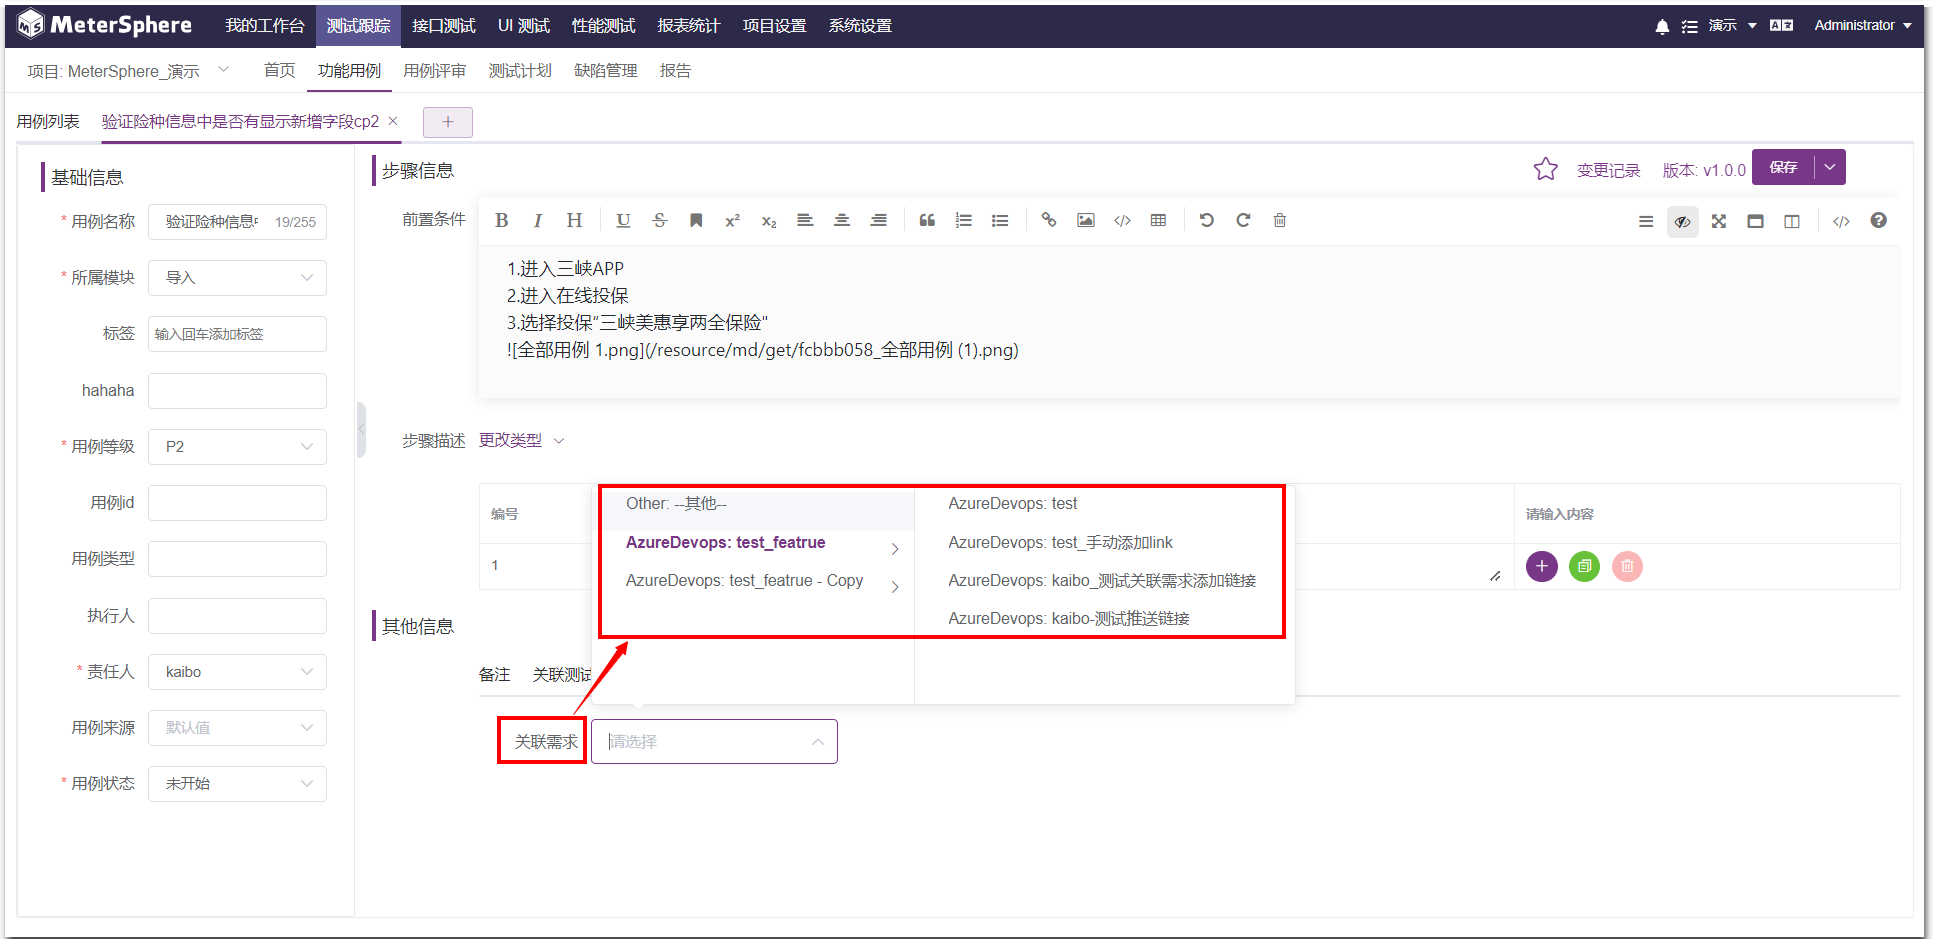 MeterSphere 我的工作台 测试跟踪 接口测试 UI 测试 性能测试 报表统计 项目设置 系统设置 演示 Administrator
项目: MeterSphere_演示 首页 功能用例 用例评审 测试计划 缺陷管理 报告
用例列表 验证险种信息中是否有显示新增字段cp2 × +
基础信息
* 用例名称 验证险种信息中 19/255
* 所属模块 导入
标签 输入回车添加标签
hahaha
* 用例等级 P2
用例id
用例类型
执行人
* 责任人 kaibo
用例来源 默认值
* 用例状态 未开始
步骤信息 变更记录 版本: v1.0.0 保存
前置条件
1.进入三峡APP
2.进入在线投保
3.选择投保“三峡美惠享两全保险"
![全部用例 1.png](/resource/md/get/fcbbb058_全部用例 (1).png)
步骤描述 更改类型
编号 请输入内容
1
Other: --其他--
AzureDevops: test_featrue
AzureDevops: test_featrue - Copy
AzureDevops: test
AzureDevops: test_手动添加link
AzureDevops: kaibo_测试关联需求添加链接
AzureDevops: kaibo-测试推送链接
其他信息
备注 关联测试
关联需求 请选择